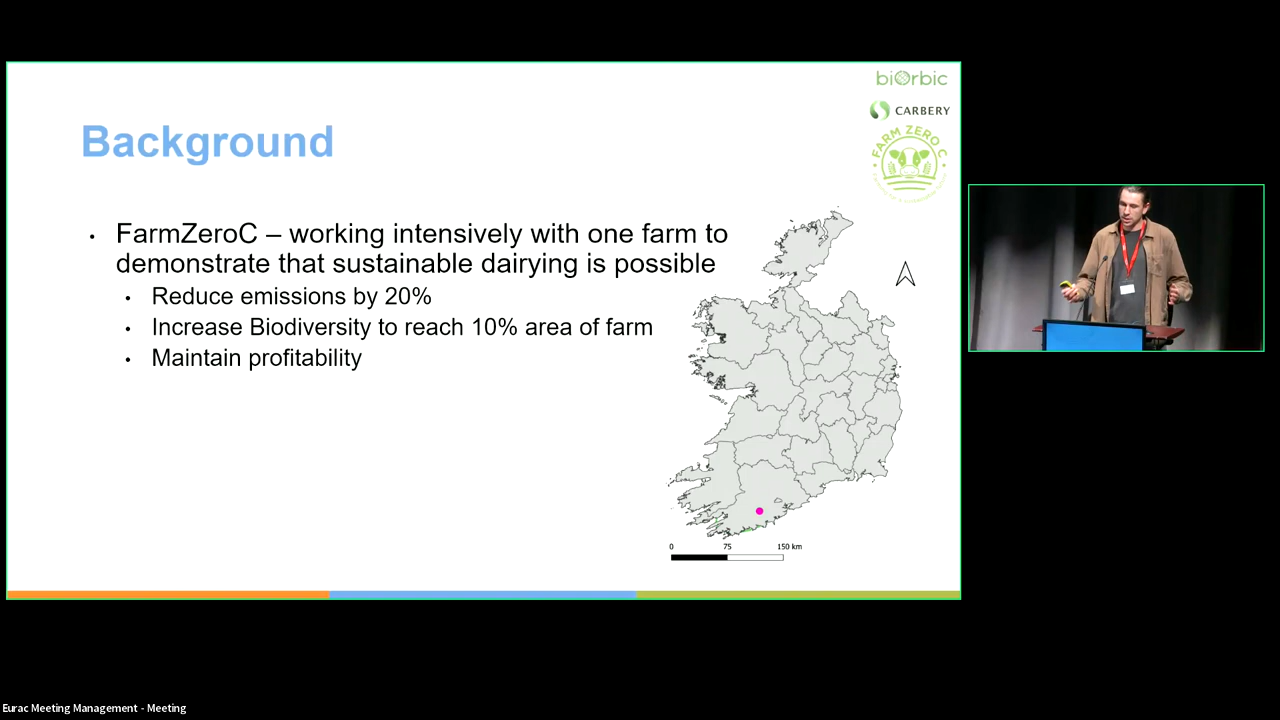 biOrbic
CARBERY
FARM ZERO C
Background
• FarmZeroC – working intensively with one farm to
demonstrate that sustainable dairying is possible
• Reduce emissions by 20%
• Increase Biodiversity to reach 10% area of farm
• Maintain profitability
0 75 150 km
Eurac Meeting Management - Meeting